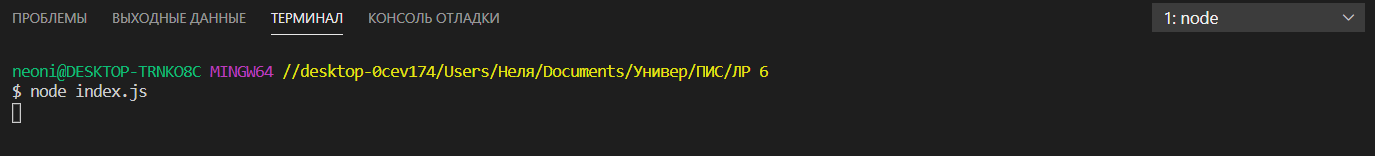 ПРОБЛЕМЫ ВЫХОДНЫЕ ДАННЫЕ ТЕРМИНАЛ КОНСОЛЬ ОТЛАДКИ 1: node
neoni@DESKTOP-TRNKO8C MINGW64 //desktop-0cev174/Users/Неля/Documents/Универ/ПИС/ЛР 6
$ node index.js